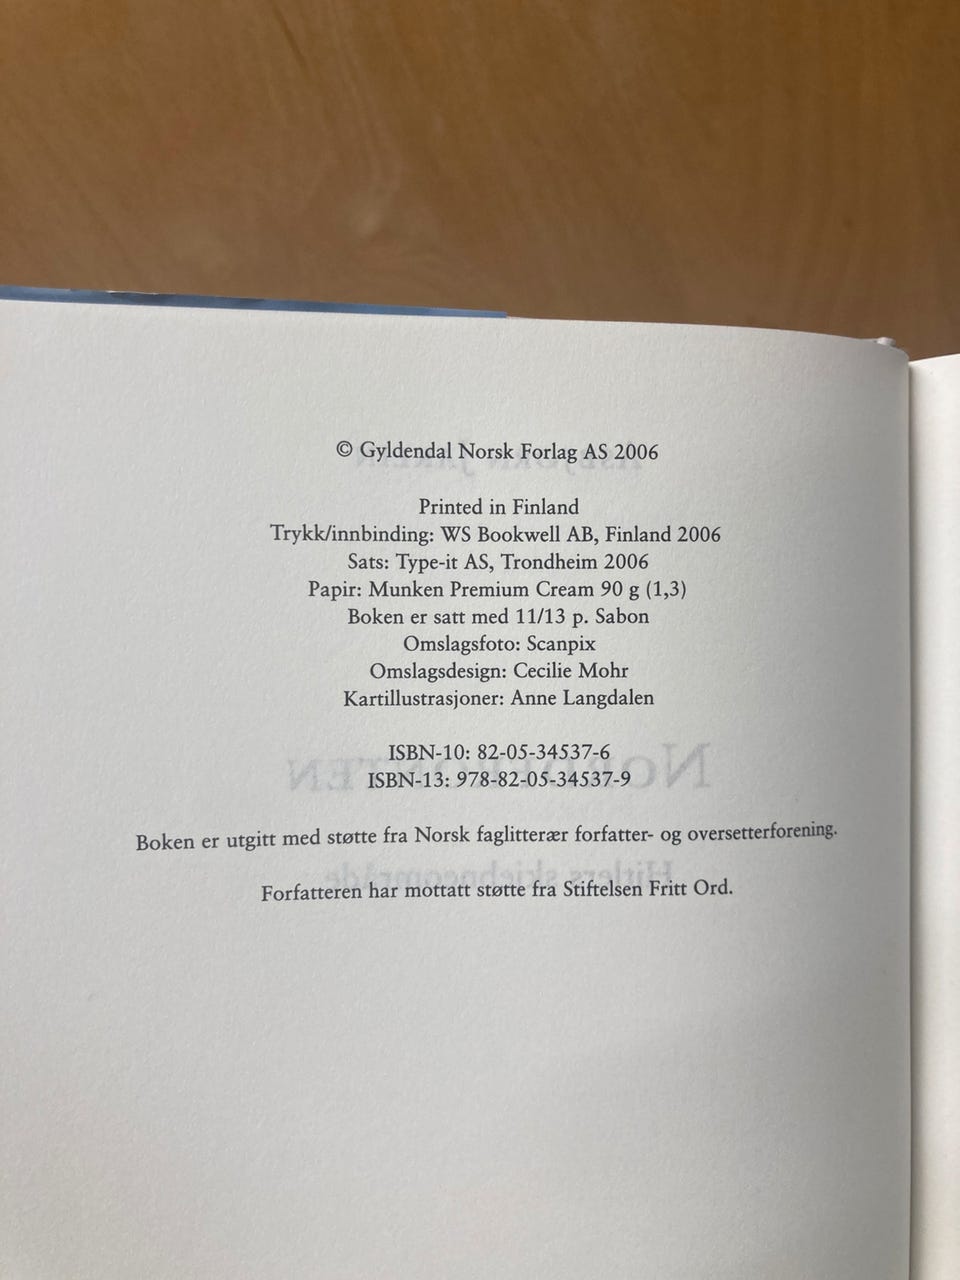 © Gyldendal Norsk Forlag AS 2006
Printed in Finland
Trykk/innbinding: WS Bookwell AB, Finland 2006
Sats: Type-it AS, Trondheim 2006
Papir: Munken Premium Cream 90 g (1,3)
Boken er satt med 11/13 p. Sabon
Omslagsfoto: Scanpix
Omslagsdesign: Cecilie Mohr
Kartillustrasjoner: Anne Langdalen
ISBN-10: 82-05-34537-6
ISBN-13: 978-82-05-34537-9
Boken er utgitt med støtte fra Norsk faglitterær forfatter- og oversetterforening.
Forfatteren har mottatt støtte fra Stiftelsen Fritt Ord.